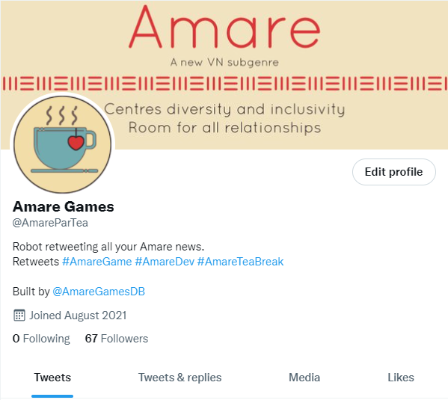 Amare
A new VN subgenre
Centres diversity and inclusivity
Room for all relationships
Edit profile
Amare Games
@AmareParTea
Robot retweeting all your Amare news.
Retweets #AmareGame #AmareDev #AmareTeaBreak
Built by @AmareGamesDB
Joined August 2021
0 Following 67 Followers
Tweets Tweets & replies Media Likes